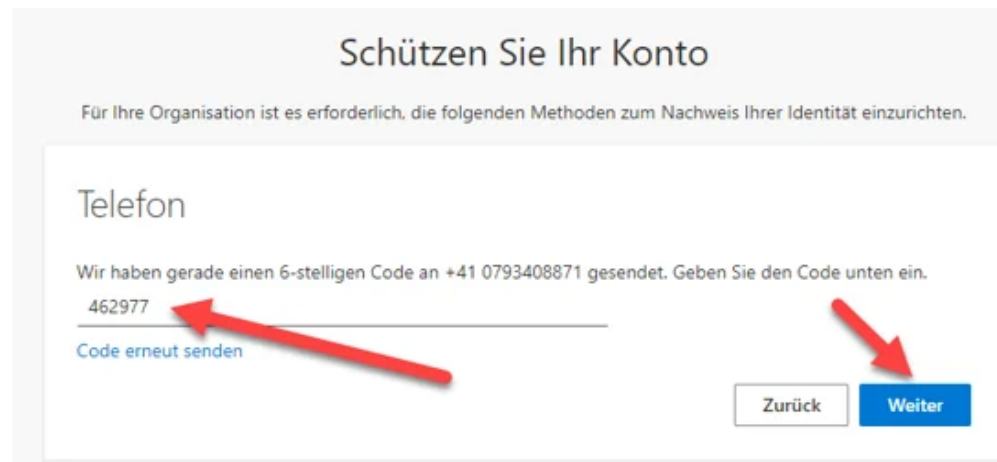 Schützen Sie Ihr Konto
Für Ihre Organisation ist es erforderlich, die folgenden Methoden zum Nachweis Ihrer Identität einzurichten.
Telefon
Wir haben gerade einen 6-stelligen Code an +41 0793408871 gesendet. Geben Sie den Code unten ein.
462977
Code erneut senden
Zurück
Weiter